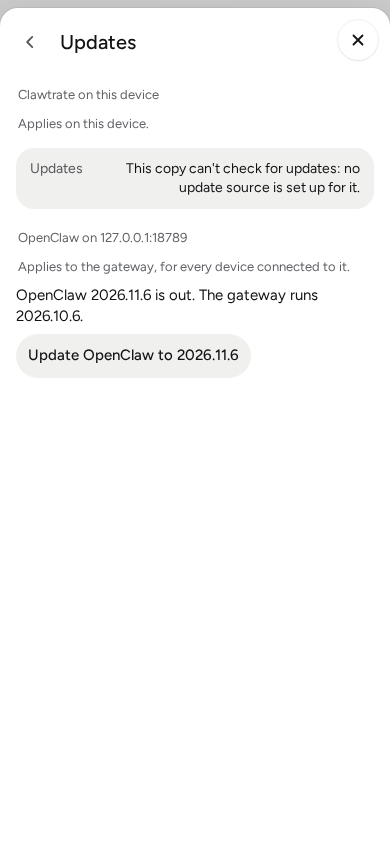 Updates
Clawtrate on this device
Applies on this device.
Updates
This copy can't check for updates: no
update source is set up for it.
OpenClaw on 127.0.0.1:18789
Applies to the gateway, for every device connected to it.
OpenClaw 2026.11.6 is out. The gateway runs
2026.10.6.
Update OpenClaw to 2026.11.6